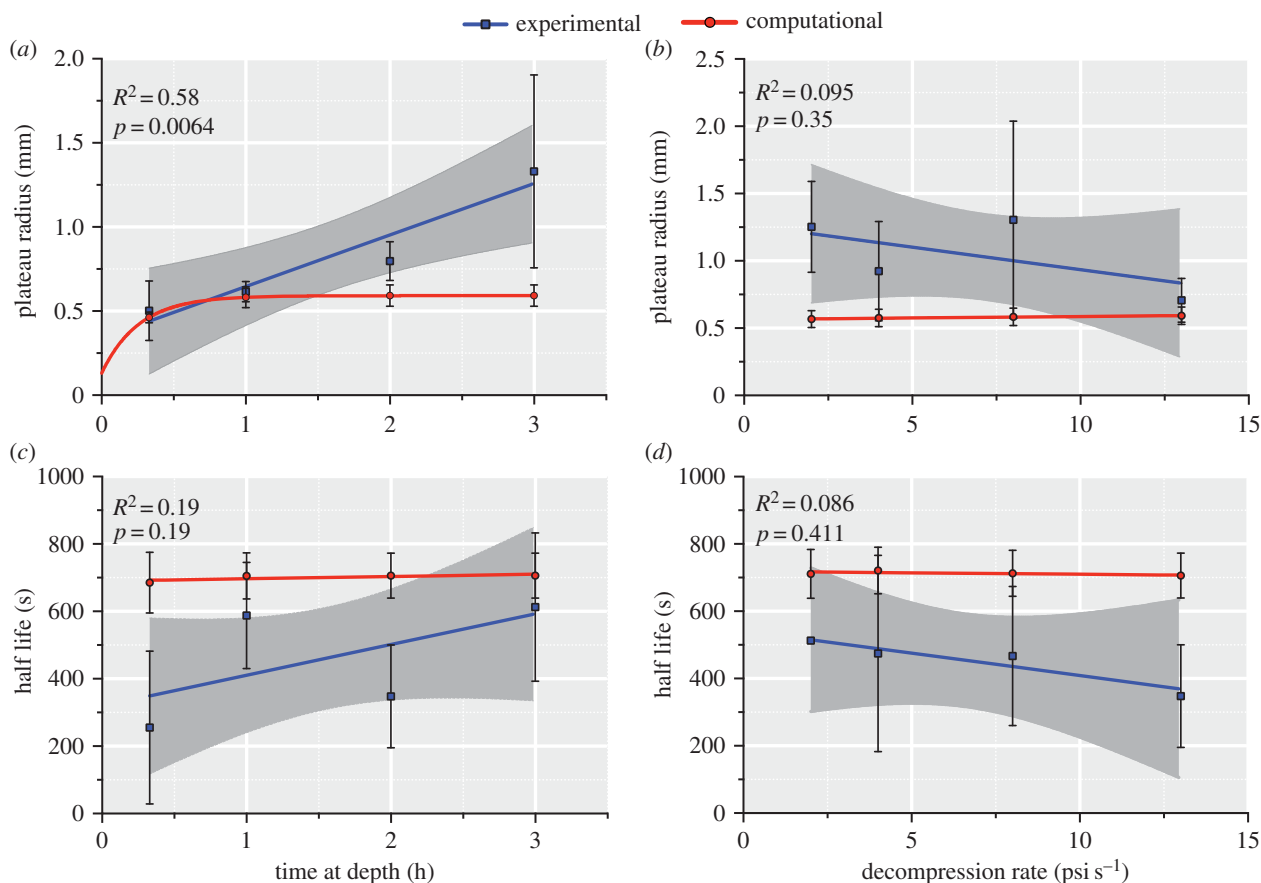 experimental computational
(a)
R² = 0.58
p = 0.0064
plateau radius (mm)
2.0
1.5
1.0
0.5
0
0 1 2 3
(b)
R² = 0.095
p = 0.35
plateau radius (mm)
2.5
2.0
1.5
1.0
0.5
0
0 5 10 15
(c)
R² = 0.19
p = 0.19
half life (s)
1000
800
600
400
200
0
0 1 2 3
time at depth (h)
(d)
R² = 0.086
p = 0.411
half life (s)
1000
800
600
400
200
0
0 5 10 15
decompression rate (psi s⁻¹)